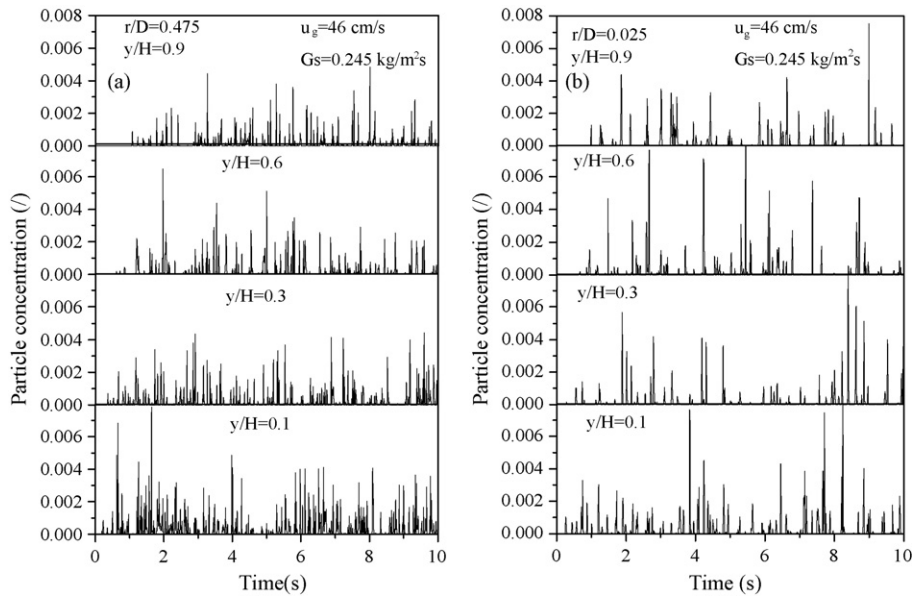 r/D=0.475 u_g=46 cm/s
y/H=0.9
Gs=0.245 kg/m²s
(a)
0.008
0.006
0.004
0.002
0.000
y/H=0.6
0.006
0.004
0.002
0.000
y/H=0.3
0.006
0.004
0.002
0.000
y/H=0.1
0.006
0.004
0.002
0.000
0 2 4 6 8 10
Time(s)
Particle concentration (/)
r/D=0.025 u_g=46 cm/s
y/H=0.9
Gs=0.245 kg/m²s
(b)
0.008
0.006
0.004
0.002
0.000
y/H=0.6
0.006
0.004
0.002
0.000
y/H=0.3
0.006
0.004
0.002
0.000
y/H=0.1
0.006
0.004
0.002
0.000
0 2 4 6 8 10
Time (s)
Particle concentration (/)